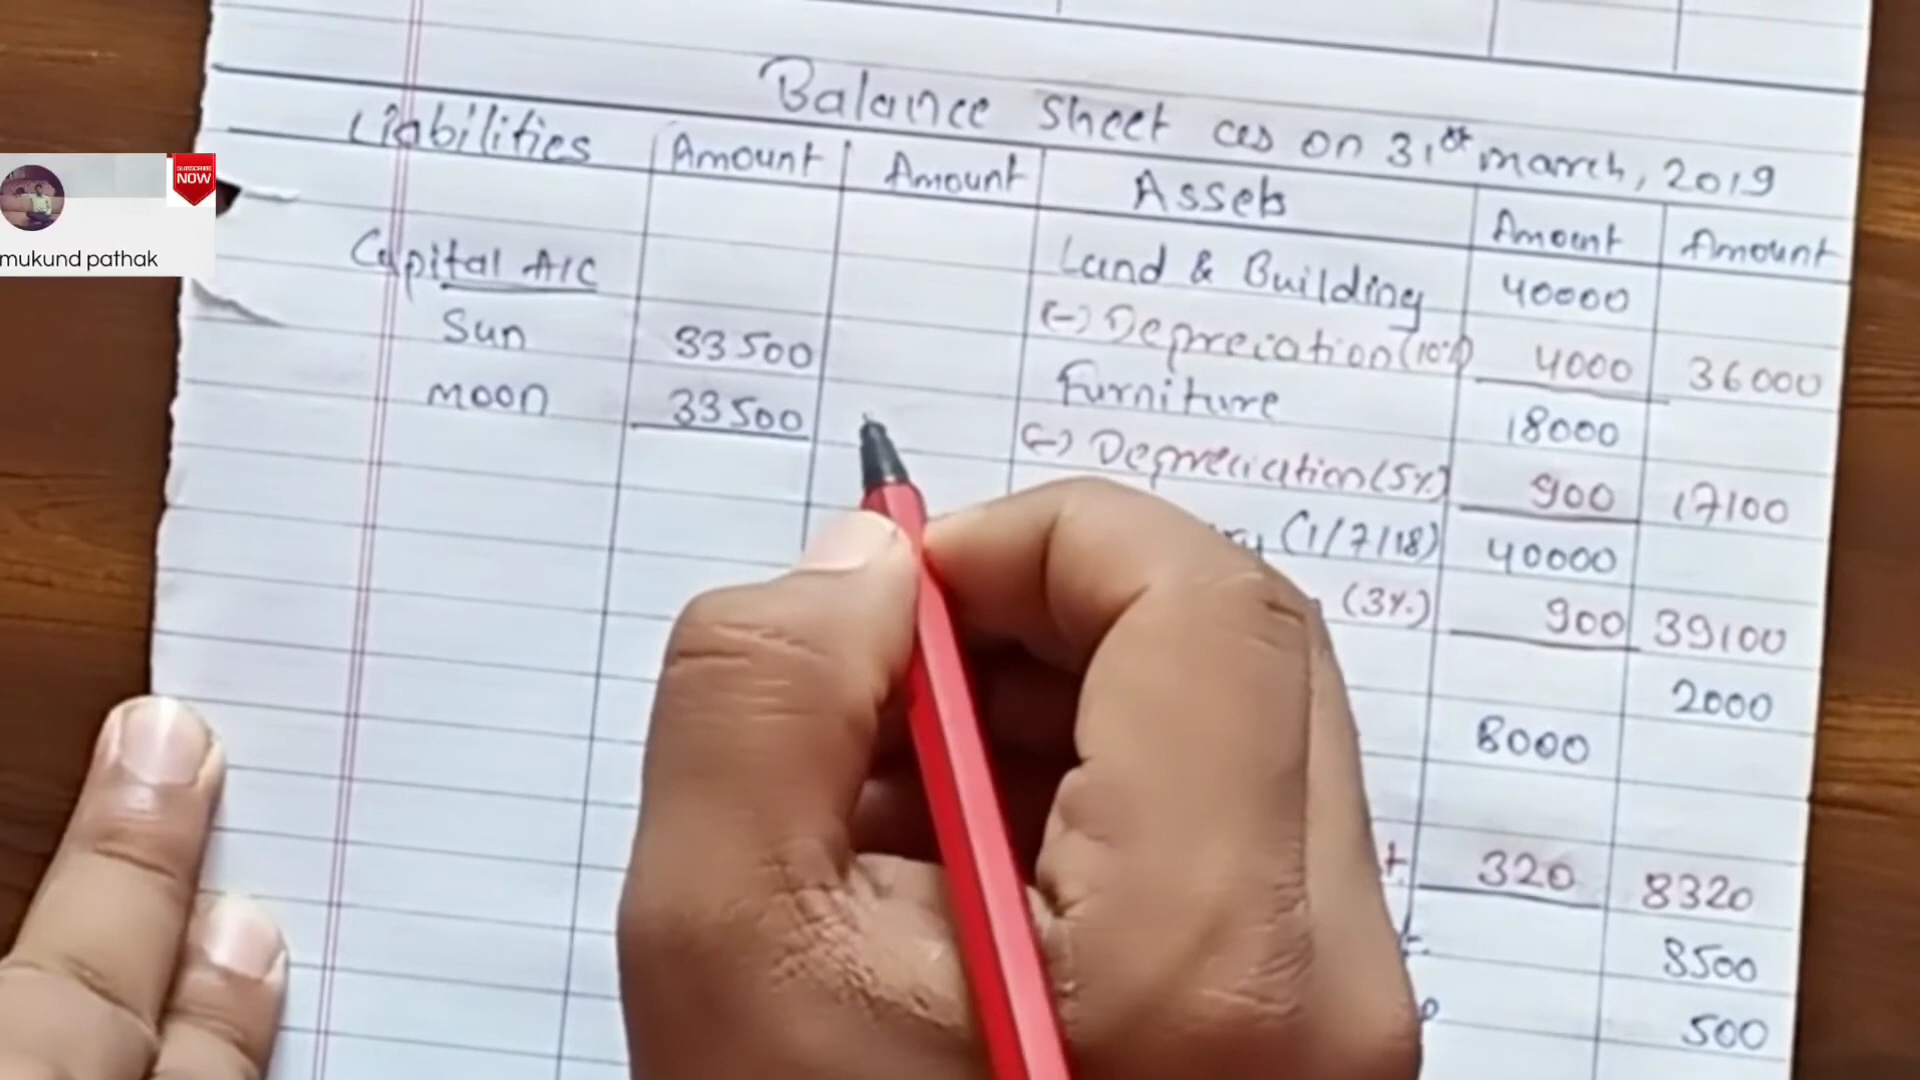 Balance Sheet as on 31st march, 2019
Liabilities Amount Amount Assets Amount Amount
SUBSCRIBE NOW
mukund pathak
Capital A/C
Sun 33500
Moon 33500
Land & Building 40000
(-) Depreciation (10%) 4000 36000
Furniture 18000
(-) Depreciation (5%) 900 17100
(1/7/18) 40000
(3%) 900 39100
2000
8000
320 8320
8500
500